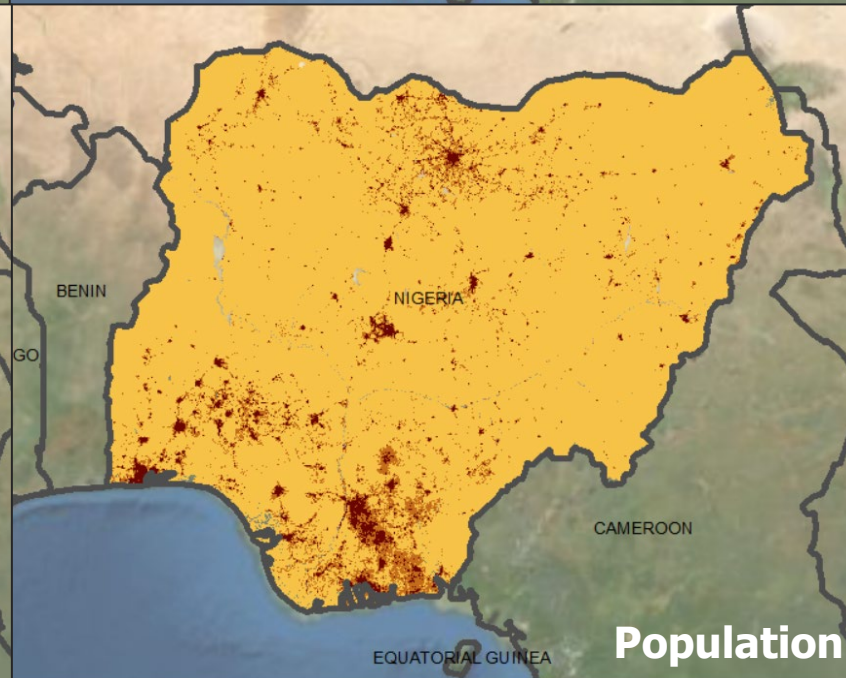 BENIN
NIGERIA
GO
CAMEROON
Population
EQUATORIAL GUINEA